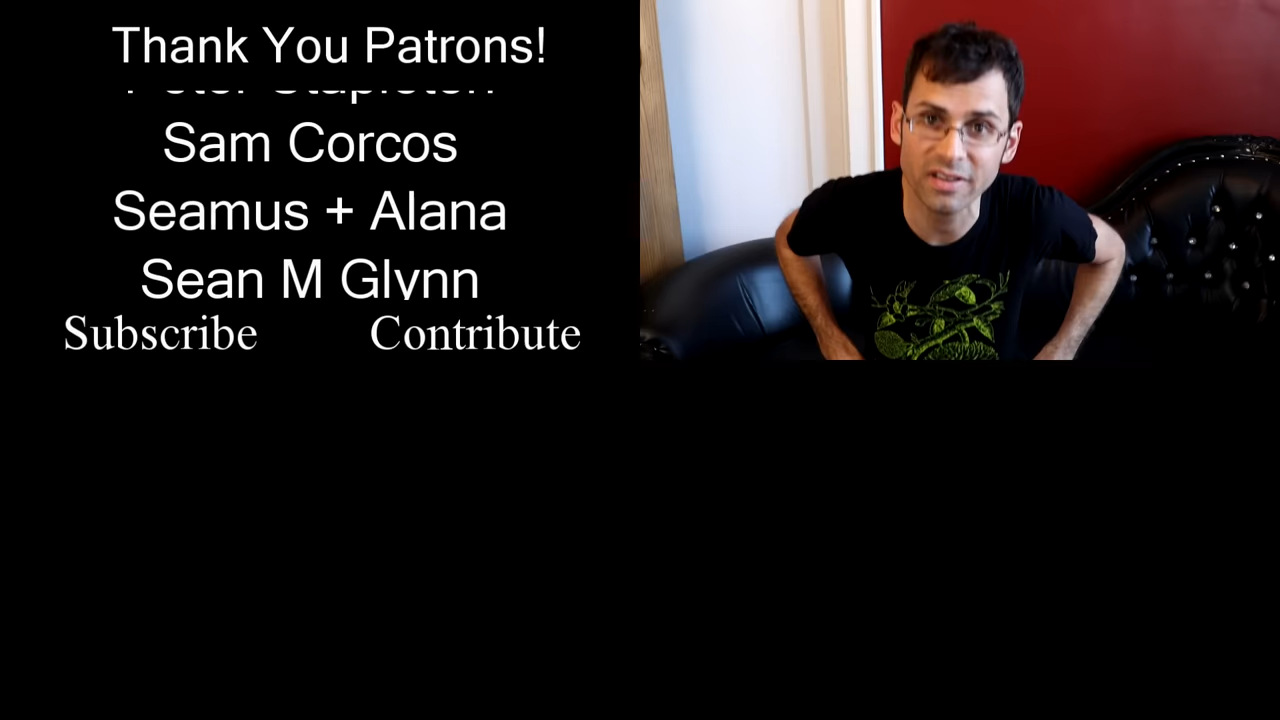 Thank You Patrons!
Sam Corcos
Seamus + Alana
Sean M Glynn
Subscribe Contribute